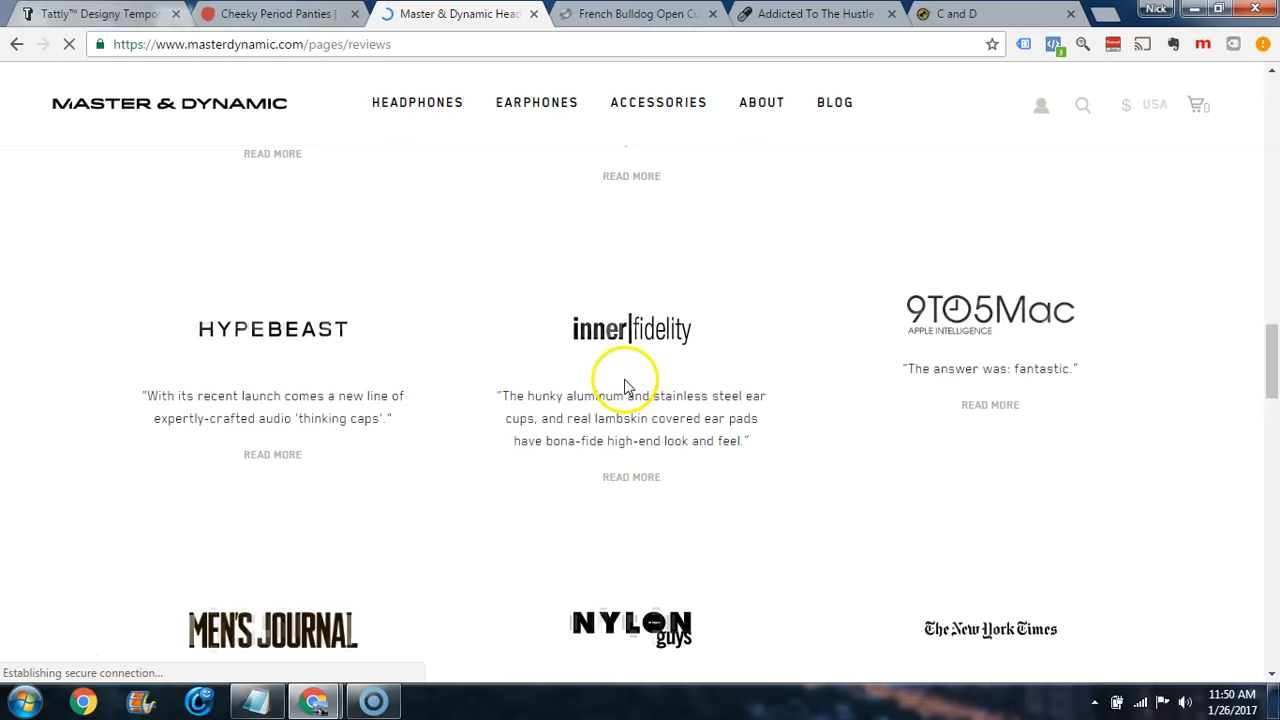 Tattly™ Designy Tempo
Cheeky Period Panties |
Master & Dynamic Hea
French Bulldog Open Cu
Addicted To The Hustle
C and D
Nick
https://www.masterdynamic.com/pages/reviews
3
m
MASTER & DYNAMIC
HEADPHONES
EARPHONES
ACCESSORIES
ABOUT
BLOG
$ USA
0
READ MORE
READ MORE
HYPEBEAST
inner|fidelity
9TO5Mac
APPLE INTELLIGENCE
"With its recent launch comes a new line of
expertly-crafted audio 'thinking caps'."
READ MORE
"The hunky aluminum and stainless steel ear
cups, and real lambskin covered ear pads
have bona-fide high-end look and feel."
READ MORE
"The answer was: fantastic."
READ MORE
MEN'S JOURNAL
NYLON
guys
The New York Times
Establishing secure connection...
11:50 AM
1/26/2017